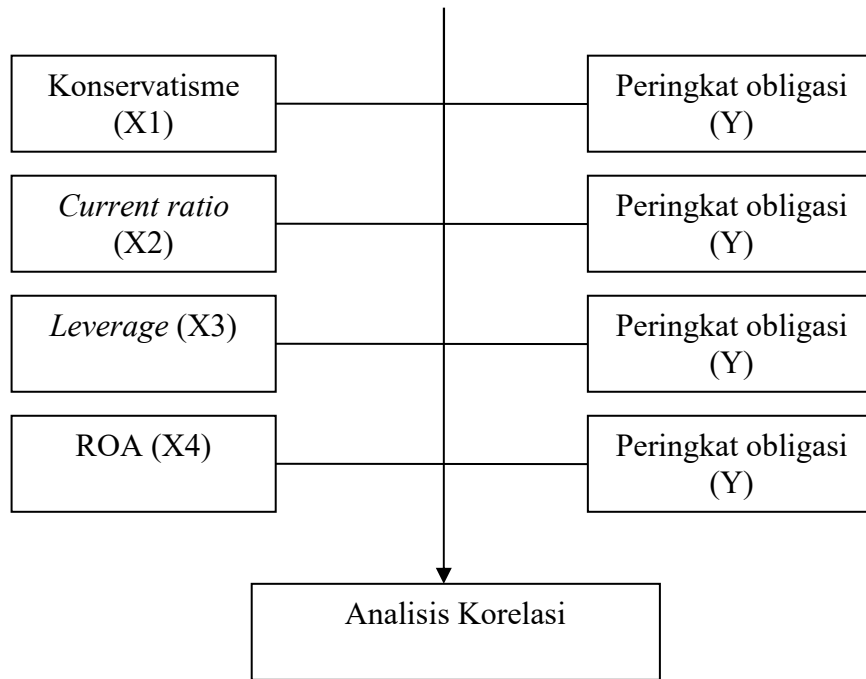 Konservatisme
(X1)
Peringkat obligasi
(Y)
Current ratio
(X2)
Peringkat obligasi
(Y)
Leverage (X3)
Peringkat obligasi
(Y)
ROA (X4)
Peringkat obligasi
(Y)
Analisis Korelasi